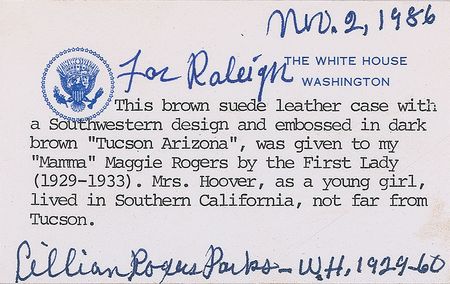 Nov. 2, 1986
For Raleigh
THE WHITE HOUSE
WASHINGTON
This brown suede leather case with
a Southwestern design and embossed in dark
brown "Tucson Arizona", was given to my
"Mamma" Maggie Rogers by the First Lady
(1929-1933). Mrs. Hoover, as a young girl,
lived in Southern California, not far from
Tucson.
Lillian Rogers Parks - W.H. 1929-60